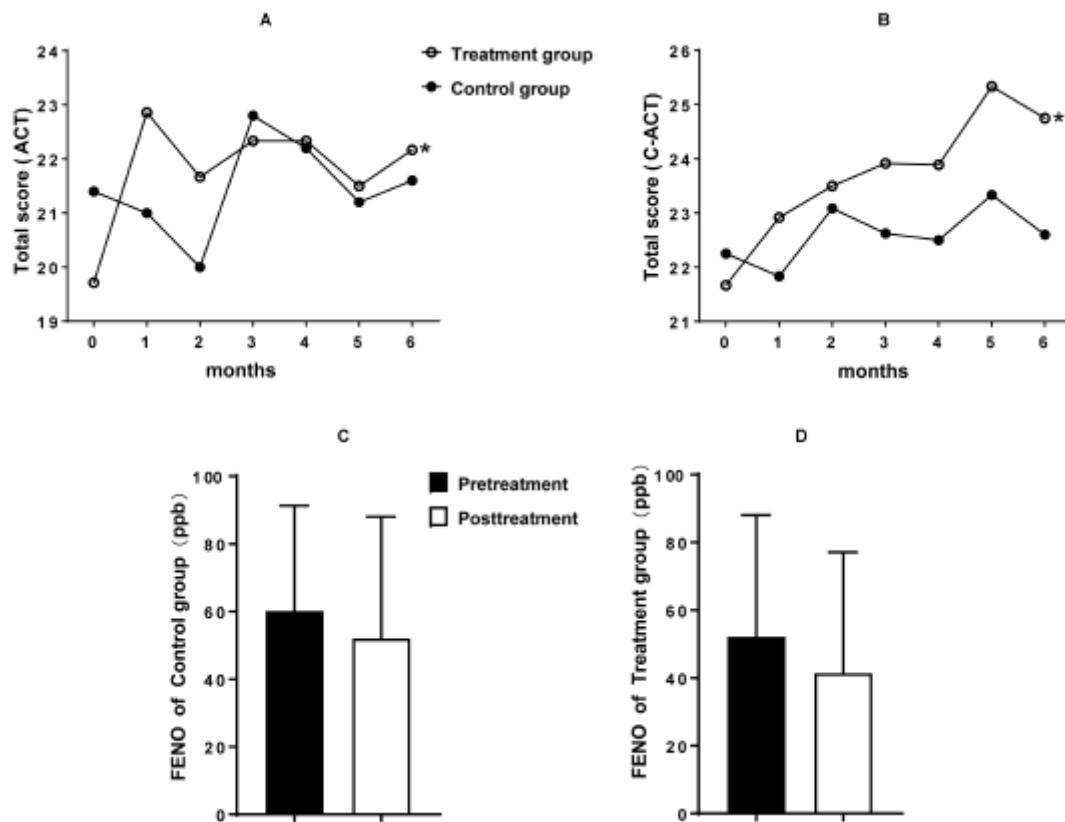 A
Total score ( ACT)
24
23
22
21
20
19
0 1 2 3 4 5 6
months
*
Treatment group
Control group
B
Total score ( C-ACT)
26
25
24
23
22
21
0 1 2 3 4 5 6
months
*
C
FENO of Control group（ppb）
100
80
60
40
20
0
Pretreatment
Posttreatment
D
FENO of Treatment group（ppb）
100
80
60
40
20
0